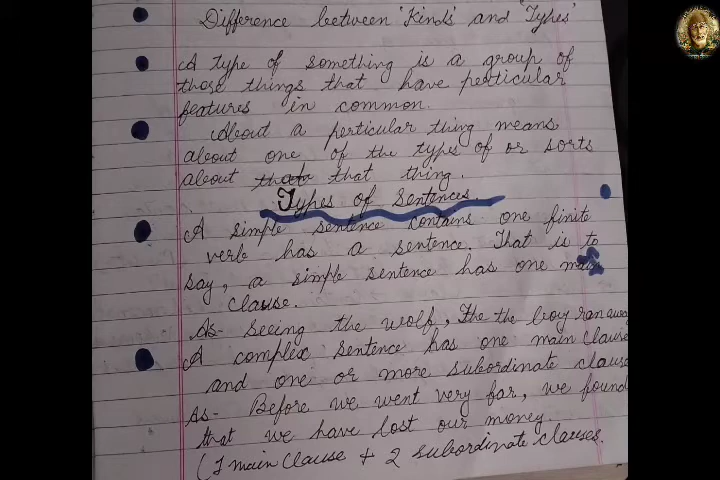 Difference between 'Kinds' and 'Types'
A type of something is a group of
those things that have perticular
features in common.
About a perticular thing means
about one of the types of or sorts
about that that thing.
Types of Sentences.
A simple sentence contains one finite
verb has a sentence. That is to
say, a simple sentence has one main
clause.
As- Seeing the wolf, The the boy ran away
A complex sentence has one main clause
and one or more subordinate clause
As- Before we went very far, we found
that we have lost our money.
(1 main clause + 2 subordinate clauses.